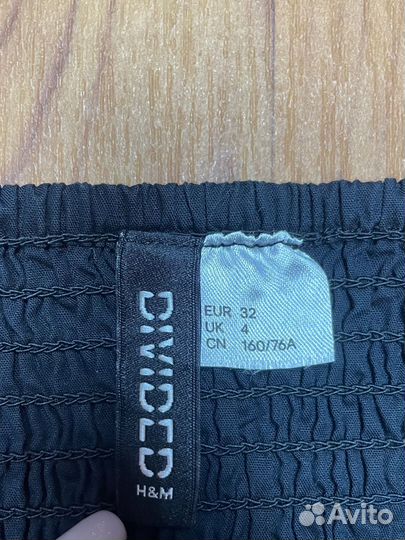 DIVIDED
H&M
EUR 32
UK 4
CN 160/76A
Avito